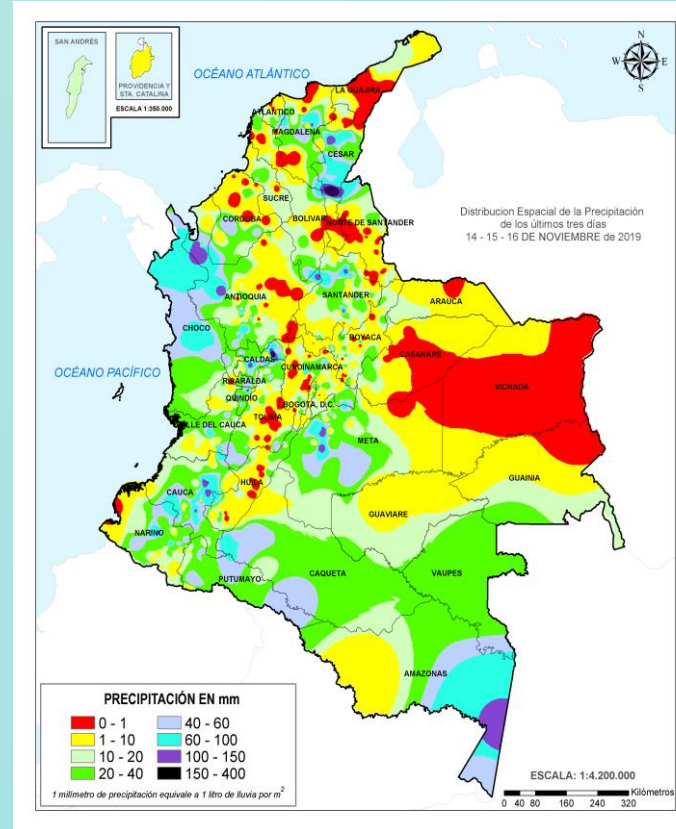 SAN ANDRÉS
PROVIDENCIA Y
STA. CATALINA
ESCALA 1:350.000
N
W
E
S
OCÉANO ATLÁNTICO
LA GUAJIRA
ATLANTICO
MAGDALENA
CESAR
SUCRE
CORDOBA
BOLIVAR
NORTE DE SANTANDER
Distribucion Espacial de la Precipitación
de los últimos tres días
14 - 15 - 16 DE NOVIEMBRE de 2019
ANTIOQUIA
SANTANDER
ARAUCA
CHOCO
BOYACA
CASANARE
OCÉANO PACÍFICO
CALDAS
CUNDINAMARCA
VICHADA
RISARALDA
QUINDIO
BOGOTA, D.C.
TOLIMA
VALLE DEL CAUCA
META
GUAINIA
CAUCA
HUILA
GUAVIARE
NARIÑO
PUTUMAYO
CAQUETA
VAUPES
AMAZONAS
PRECIPITACIÓN EN mm
0 - 1
40 - 60
1 - 10
60 - 100
10 - 20
100 - 150
20 - 40
150 - 400
1 milimetro de precipitación equivale a 1 litro de lluvia por m2
ESCALA: 1:4.200.000
Kilómetros
0 40 80 160 240 320